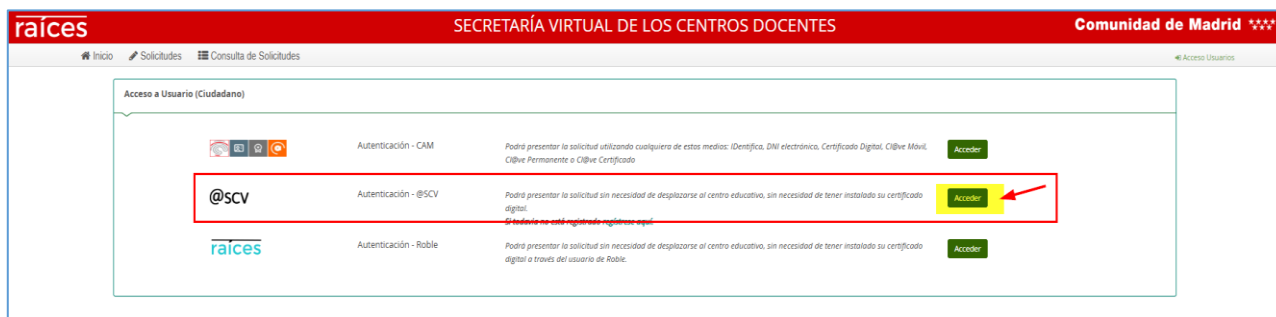 raíces
SECRETARÍA VIRTUAL DE LOS CENTROS DOCENTES
Comunidad de Madrid
Inicio Solicitudes Consulta de Solicitudes
Acceso Usuarios
Acceso a Usuario (Ciudadano)
Autenticación - CAM
Podrá presentar la solicitud utilizando cualquiera de estos medios: IDentifica, DNI electrónico, Certificado Digital, Cl@ve Móvil,
Cl@ve Permanente o Cl@ve Certificado
Acceder
@scv
Autenticación - @SCV
Podrá presentar la solicitud sin necesidad de desplazarse al centro educativo, sin necesidad de tener instalado su certificado
digital.
Si todavía no está registrado regístrese aquí.
Acceder
raíces
Autenticación - Roble
Podrá presentar la solicitud sin necesidad de desplazarse al centro educativo, sin necesidad de tener instalado su certificado
digital a través del usuario de Roble.
Acceder